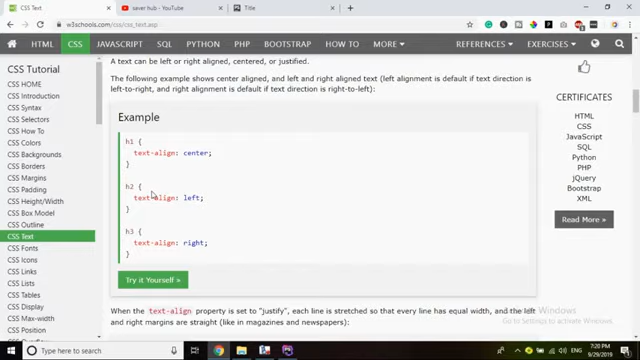 CSS Text
saver hub - YouTube
Title
w3schools.com/css/css_text.asp
HTML CSS JAVASCRIPT SQL PYTHON PHP BOOTSTRAP HOW TO MORE REFERENCES EXERCISES
CSS Tutorial
CSS HOME
CSS Introduction
CSS Syntax
CSS Selectors
CSS How To
CSS Colors
CSS Backgrounds
CSS Borders
CSS Margins
CSS Padding
CSS Height/Width
CSS Box Model
CSS Outline
CSS Text
CSS Fonts
CSS Icons
CSS Links
CSS Lists
CSS Tables
CSS Display
CSS Max-width
CSS Position
A text can be left or right aligned, centered, or justified.
The following example shows center aligned, and left and right aligned text (left alignment is default if text direction is
left-to-right, and right alignment is default if text direction is right-to-left):
Example
h1 {
text-align: center;
}
h2 {
text-align: left;
}
h3 {
text-align: right;
}
Try it Yourself »
When the text-align property is set to "justify", each line is stretched so that every line has equal width, and the left
and right margins are straight (like in magazines and newspapers):
CERTIFICATES
HTML
CSS
JavaScript
SQL
Python
PHP
jQuery
Bootstrap
XML
Read More »
Windows
Go to Settings to activate Windows.
Type here to search
ENG
7:20 PM
9/29/2019